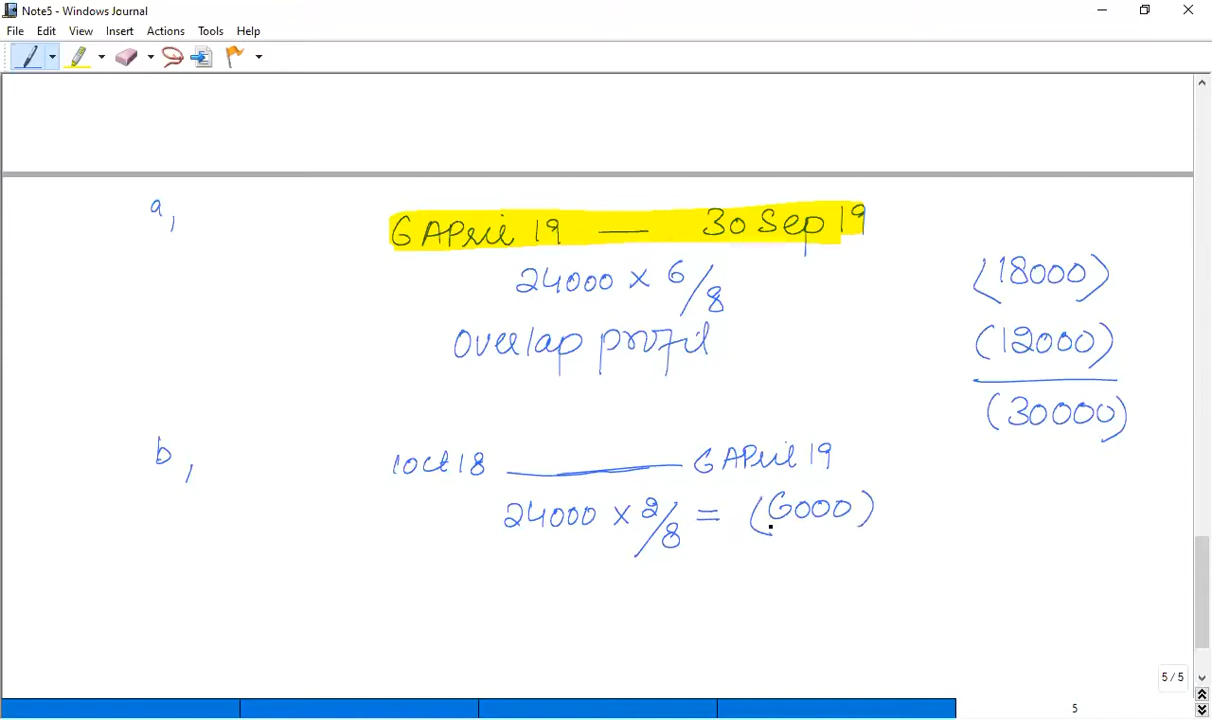 Note5 - Windows Journal
File Edit View Insert Actions Tools Help
a, 6 April 19 — 30 Sep 19
24000 × 6/8 (18000)
overlap profit (12000)
(30000)
b, 1 Oct 18 — 6 April 19
24000 × 2/8 = (6000)
5 / 5
5